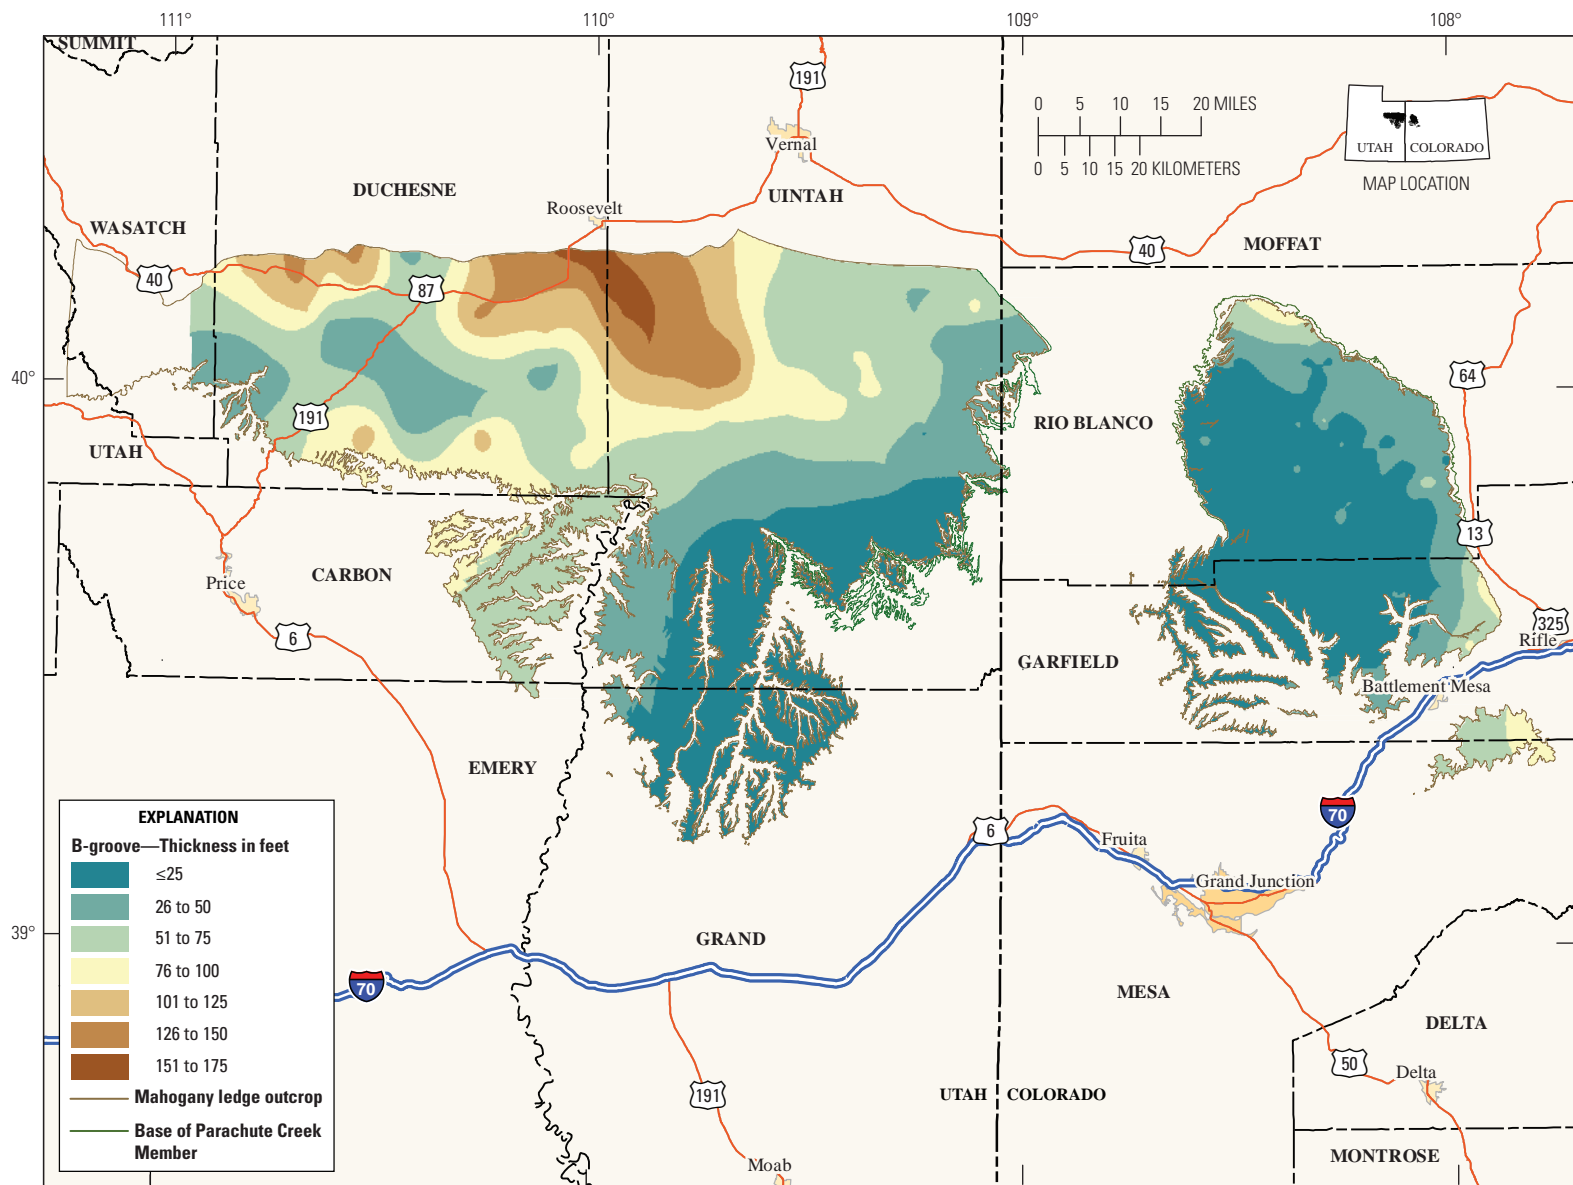 111°
110°
109°
108°
SUMMIT
191
0 5 10 15 20 MILES
0 5 10 15 20 KILOMETERS
UTAH
COLORADO
MAP LOCATION
Vernal
DUCHESNE
UINTAH
Roosevelt
WASATCH
MOFFAT
40
40
87
40°
64
191
RIO BLANCO
UTAH
13
CARBON
Price
6
325
Rifle
GARFIELD
Battlement Mesa
EMERY
EXPLANATION
B-groove—Thickness in feet
≤25
26 to 50
51 to 75
76 to 100
101 to 125
126 to 150
151 to 175
Mahogany ledge outcrop
Base of Parachute Creek
Member
70
6
Fruita
Grand Junction
39°
GRAND
70
MESA
DELTA
50
Delta
191
UTAH
COLORADO
MONTROSE
Moab